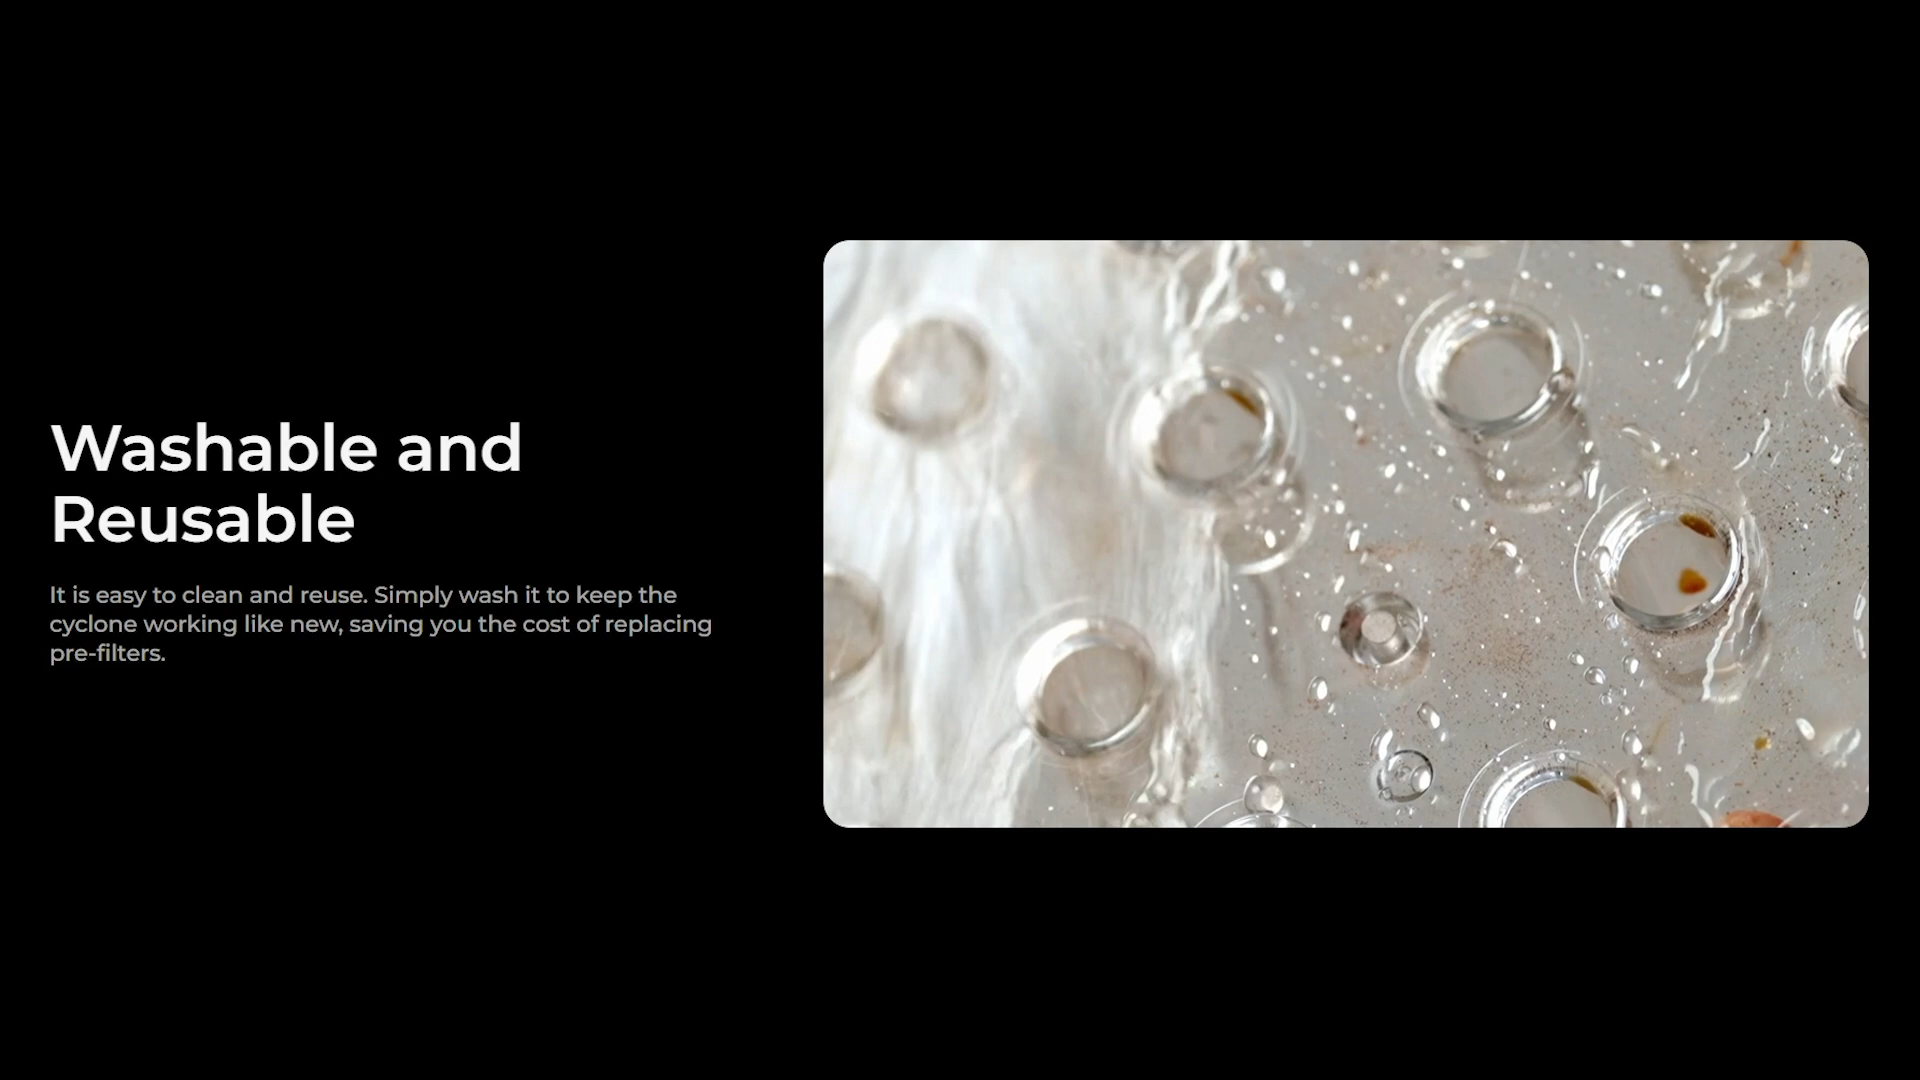 Washable and
Reusable
It is easy to clean and reuse. Simply wash it to keep the
cyclone working like new, saving you the cost of replacing
pre-filters.